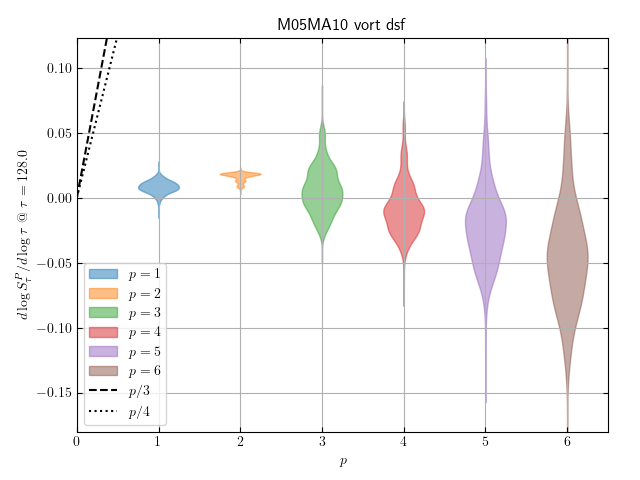 M05MA10 vort dsf
d log S_τ^P / d log τ @ τ = 128.0
0.10
0.05
0.00
−0.05
−0.10
−0.15
p = 1
p = 2
p = 3
p = 4
p = 5
p = 6
p/3
p/4
0 1 2 3 4 5 6
p